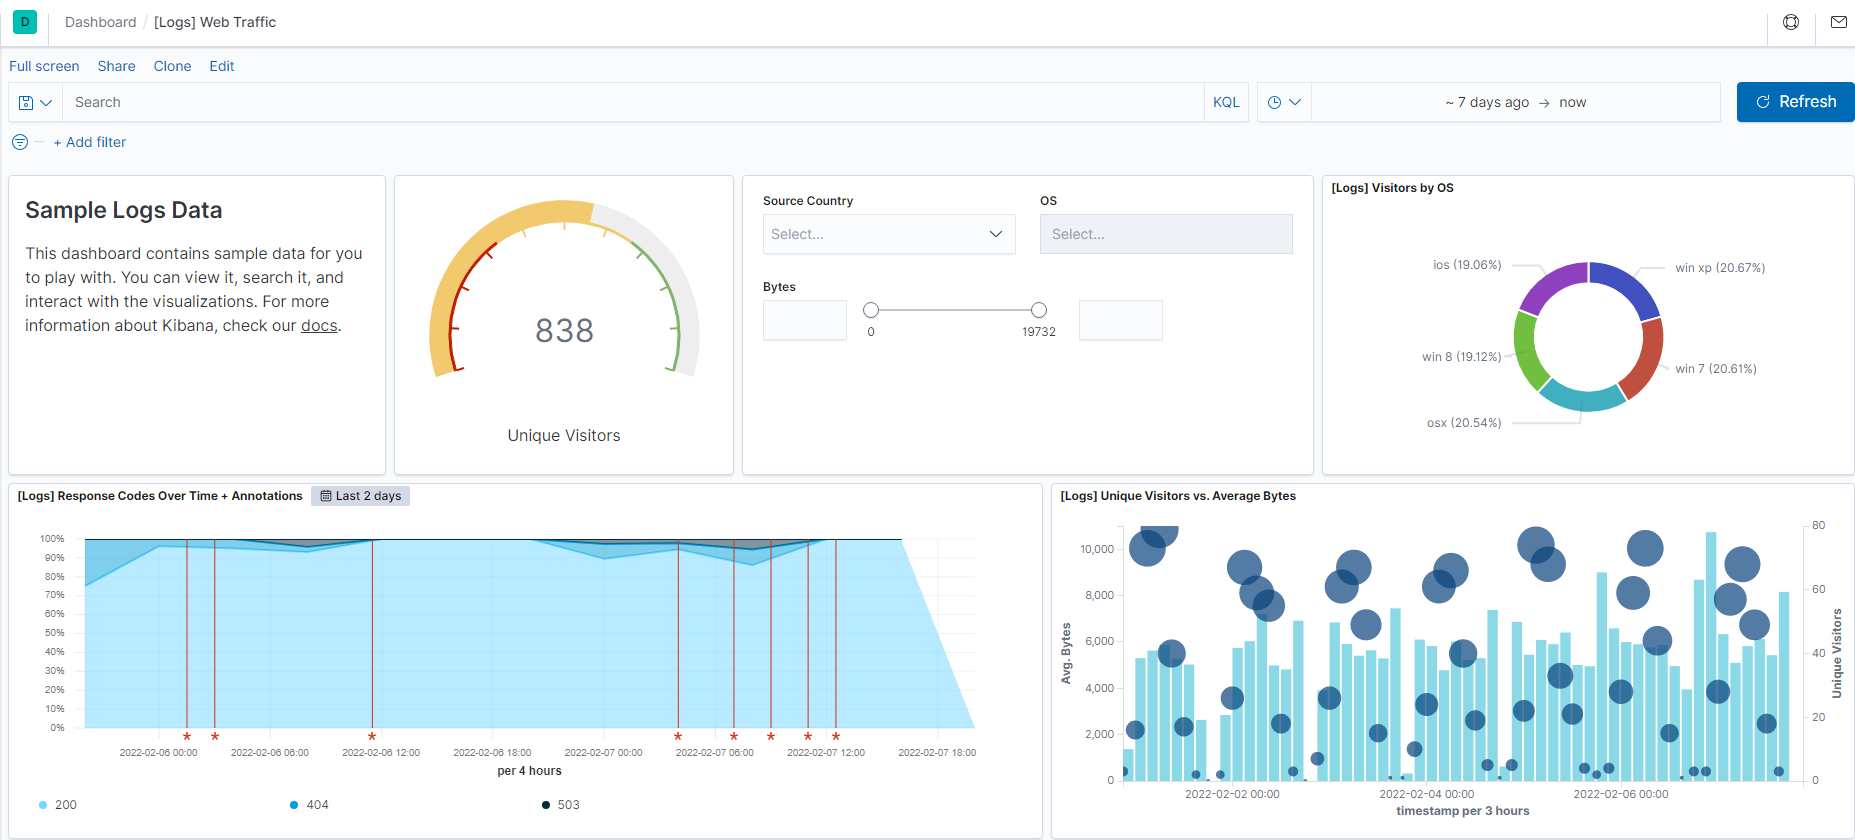 D
Dashboard / [Logs] Web Traffic
Full screen Share Clone Edit
Search KQL ~ 7 days ago → now Refresh
+ Add filter
Sample Logs Data
This dashboard contains sample data for you
to play with. You can view it, search it, and
interact with the visualizations. For more
information about Kibana, check our docs.
838
Unique Visitors
Source Country OS
Select... Select...
Bytes
0 19732
[Logs] Visitors by OS
ios (19.06%) win xp (20.67%)
win 8 (19.12%) win 7 (20.61%)
osx (20.54%)
[Logs] Response Codes Over Time + Annotations Last 2 days
100%
90%
80%
70%
60%
50%
40%
30%
20%
10%
0%
2022-02-06 00:00 2022-02-06 06:00 2022-02-06 12:00 2022-02-06 18:00 2022-02-07 00:00 2022-02-07 06:00 2022-02-07 12:00 2022-02-07 18:00
per 4 hours
200 404 503
[Logs] Unique Visitors vs. Average Bytes
Avg. Bytes
10,000
8,000
6,000
4,000
2,000
0
80
60
40
20
0
Unique Visitors
2022-02-02 00:00 2022-02-04 00:00 2022-02-06 00:00
timestamp per 3 hours